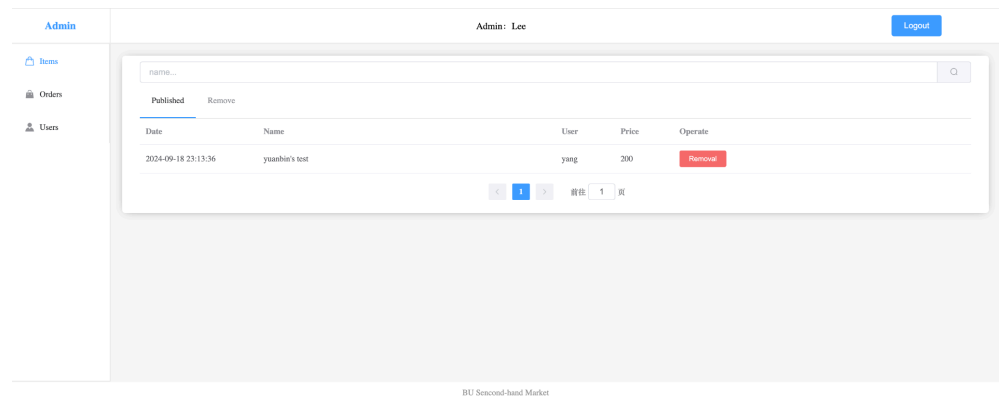 Admin
Admin: Lee
Logout
Items
Orders
Users
name...
Published Remove
Date Name User Price Operate
2024-09-18 23:13:36 yuanbin's test yang 200 Removal
1 前往 1 页
BU Sencond-hand Market